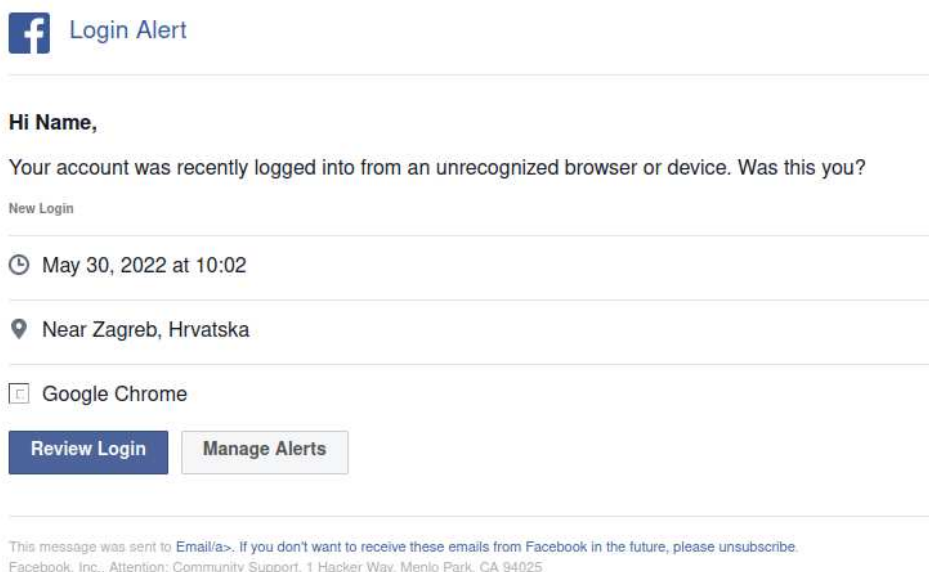 Login Alert
Hi Name,
Your account was recently logged into from an unrecognized browser or device. Was this you?
New Login
May 30, 2022 at 10:02
Near Zagreb, Hrvatska
Google Chrome
Review Login Manage Alerts
This message was sent to Email/a>. If you don't want to receive these emails from Facebook in the future, please unsubscribe.
Facebook, Inc., Attention: Community Support, 1 Hacker Way, Menlo Park, CA 94025